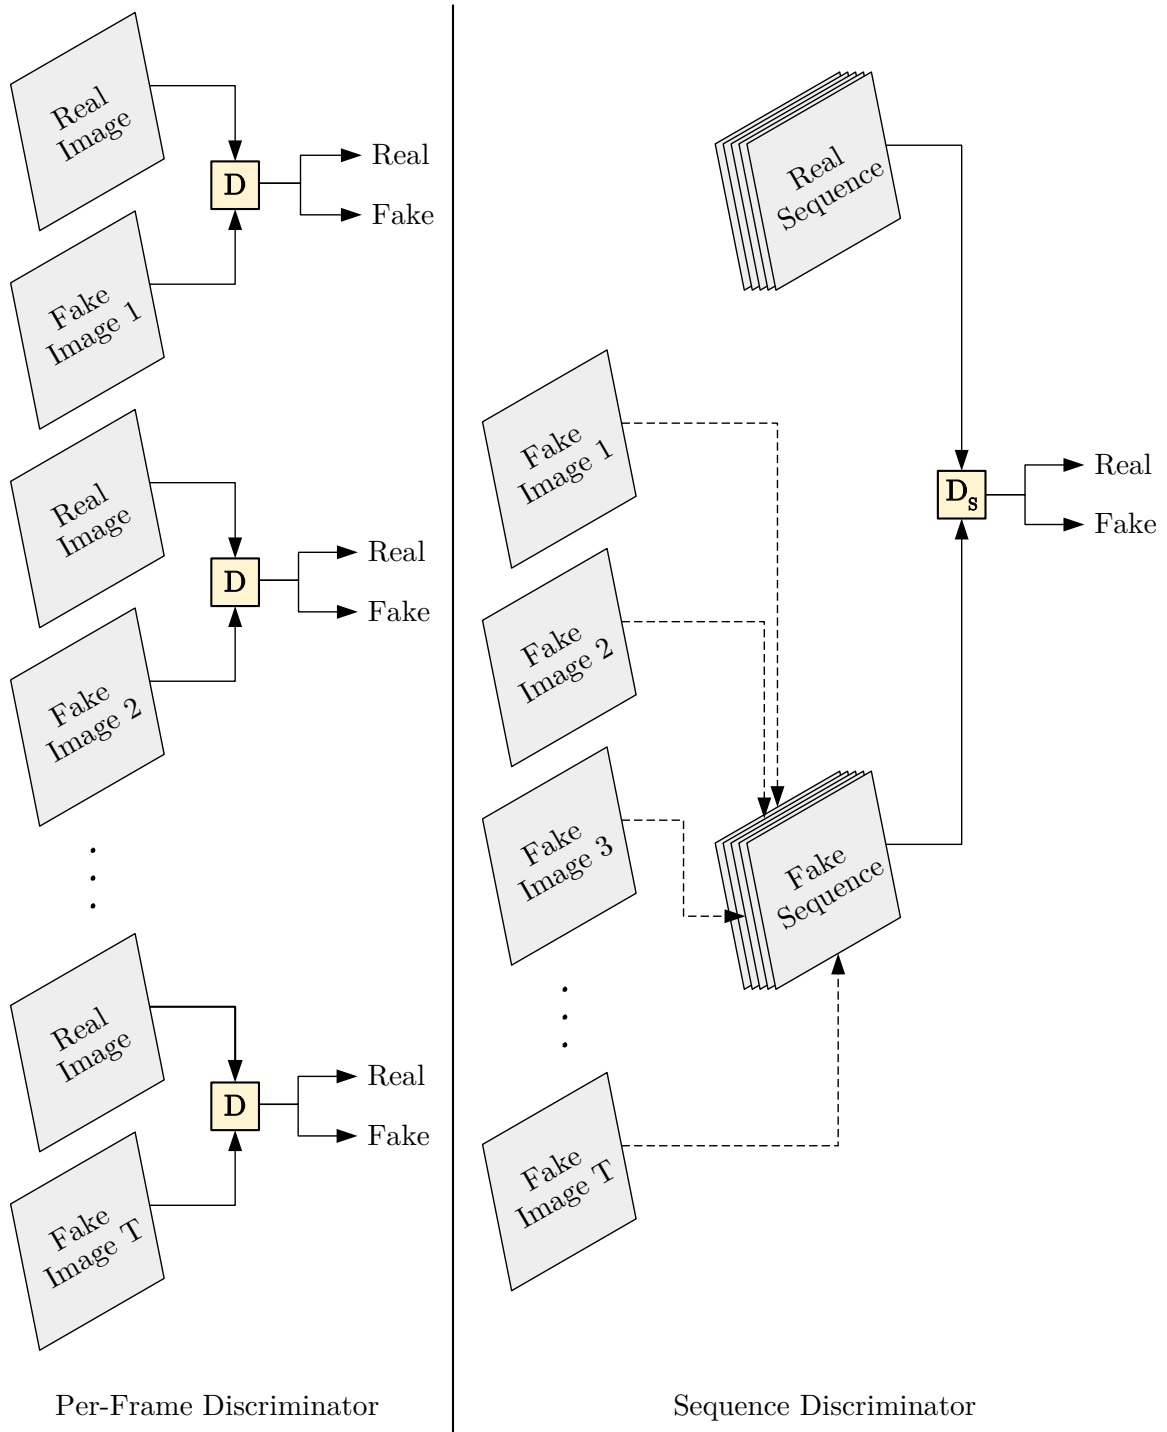 Real
Image
D
Real
Fake
Fake
Image 1
Real
Image
D
Real
Fake
Fake
Image 2
Real
Image
D
Real
Fake
Fake
Image T
Per-Frame Discriminator
Real
Sequence
Fake
Image 1
Ds
Real
Fake
Fake
Image 2
Fake
Image 3
Fake
Sequence
Fake
Image T
Sequence Discriminator